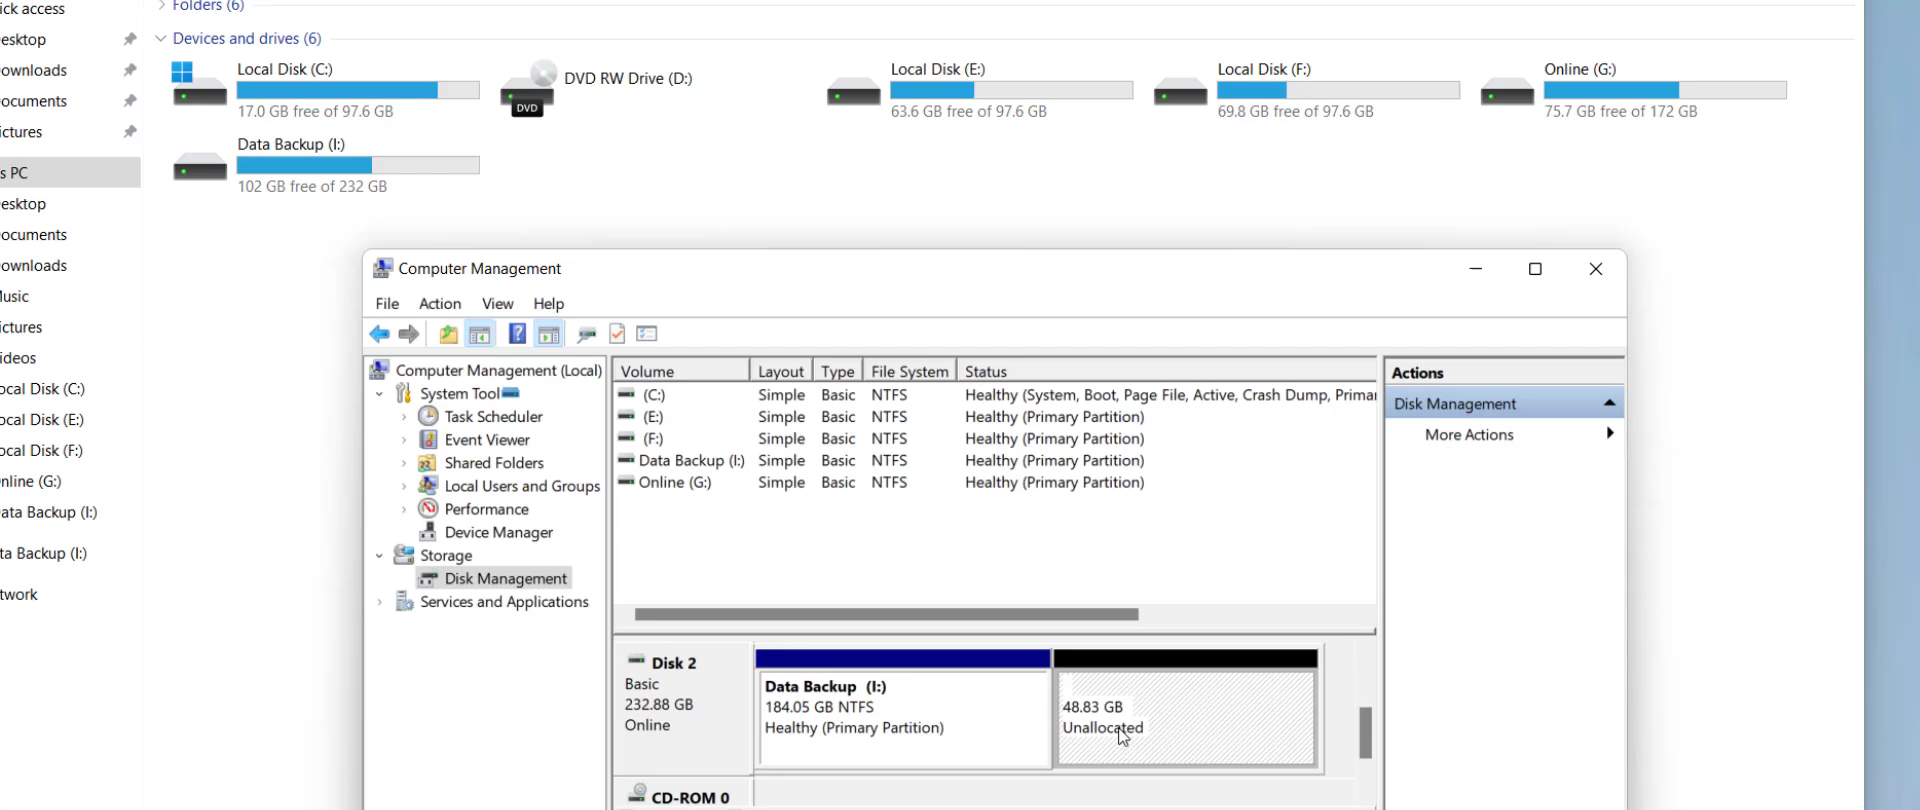 ick access
esktop
ownloads
ocuments
ictures
s PC
esktop
ocuments
ownloads
usic
ictures
ideos
ocal Disk (C:)
ocal Disk (E:)
ocal Disk (F:)
nline (G:)
ata Backup (I:)
ta Backup (I:)
twork
Folders (6)
Devices and drives (6)
Local Disk (C:)
17.0 GB free of 97.6 GB
DVD RW Drive (D:)
DVD
Local Disk (E:)
63.6 GB free of 97.6 GB
Local Disk (F:)
69.8 GB free of 97.6 GB
Online (G:)
75.7 GB free of 172 GB
Data Backup (I:)
102 GB free of 232 GB
Computer Management
File Action View Help
Computer Management (Local)
System Tool
Task Scheduler
Event Viewer
Shared Folders
Local Users and Groups
Performance
Device Manager
Storage
Disk Management
Services and Applications
Volume Layout Type File System Status
(C:) Simple Basic NTFS Healthy (System, Boot, Page File, Active, Crash Dump, Primar
(E:) Simple Basic NTFS Healthy (Primary Partition)
(F:) Simple Basic NTFS Healthy (Primary Partition)
Data Backup (I:) Simple Basic NTFS Healthy (Primary Partition)
Online (G:) Simple Basic NTFS Healthy (Primary Partition)
Disk 2
Basic
232.88 GB
Online
Data Backup (I:)
184.05 GB NTFS
Healthy (Primary Partition)
48.83 GB
Unallocated
CD-ROM 0
Actions
Disk Management
More Actions